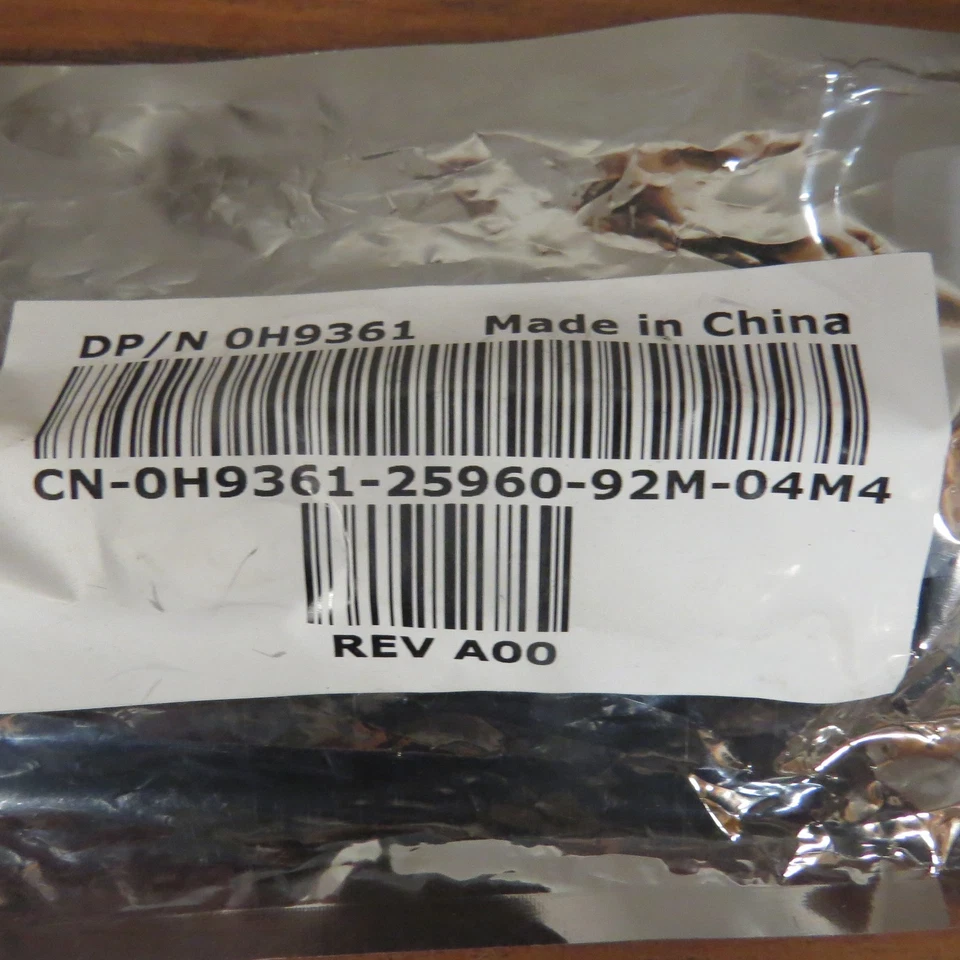 DP/N 0H9361 Made in China
CN-0H9361-25960-92M-04M4
REV A00